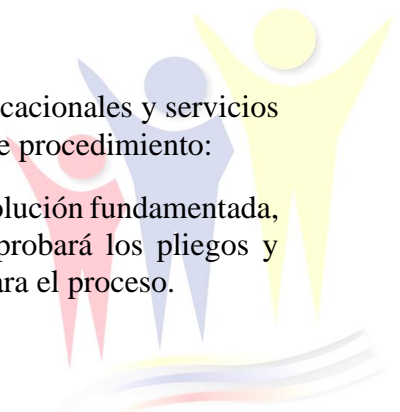 cacionales y servicios
e procedimiento:
olución fundamentada,
probará los pliegos y
ara el proceso.